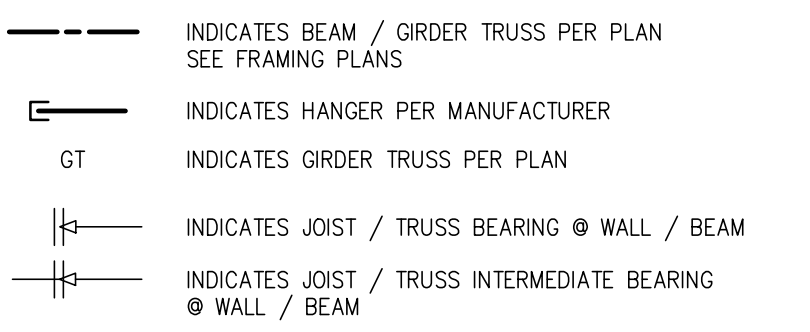 INDICATES BEAM / GIRDER TRUSS PER PLAN
SEE FRAMING PLANS
INDICATES HANGER PER MANUFACTURER
GT INDICATES GIRDER TRUSS PER PLAN
INDICATES JOIST / TRUSS BEARING @ WALL / BEAM
INDICATES JOIST / TRUSS INTERMEDIATE BEARING
@ WALL / BEAM